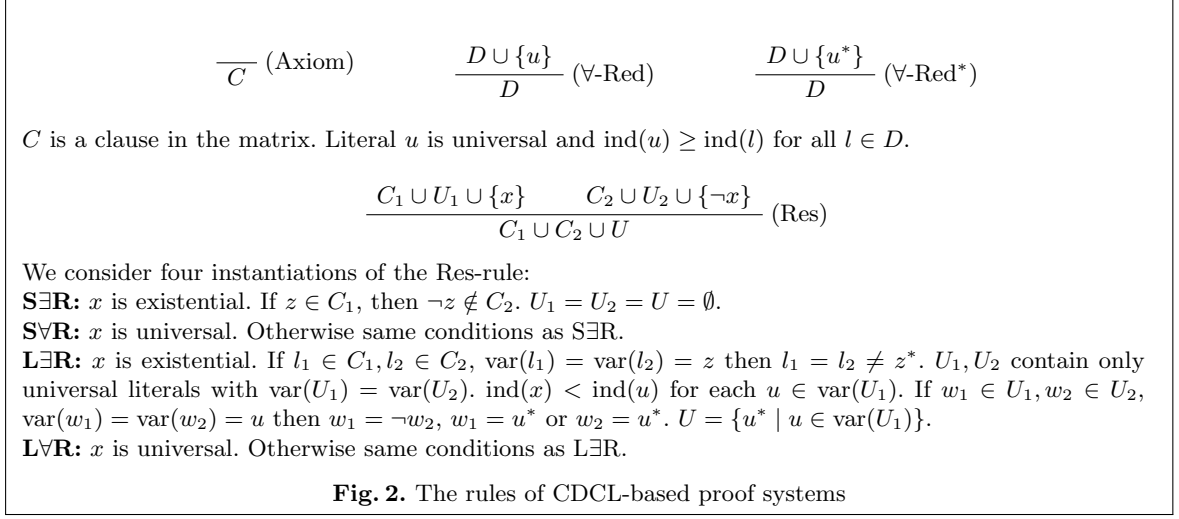 ─── (Axiom)    D ∪ {u} (∀-Red)    D ∪ {u*} (∀-Red*)
C    D    D
C is a clause in the matrix. Literal u is universal and ind(u) ≥ ind(l) for all l ∈ D.
C₁ ∪ U₁ ∪ {x}    C₂ ∪ U₂ ∪ {¬x} (Res)
C₁ ∪ C₂ ∪ U
We consider four instantiations of the Res-rule:
S∃R: x is existential. If z ∈ C₁, then ¬z ∉ C₂. U₁ = U₂ = U = ∅.
S∀R: x is universal. Otherwise same conditions as S∃R.
L∃R: x is existential. If l₁ ∈ C₁, l₂ ∈ C₂, var(l₁) = var(l₂) = z then l₁ = l₂ ≠ z*. U₁, U₂ contain only
universal literals with var(U₁) = var(U₂). ind(x) < ind(u) for each u ∈ var(U₁). If w₁ ∈ U₁, w₂ ∈ U₂,
var(w₁) = var(w₂) = u then w₁ = ¬w₂, w₁ = u* or w₂ = u*. U = {u* | u ∈ var(U₁)}.
L∀R: x is universal. Otherwise same conditions as L∃R.
Fig. 2. The rules of CDCL-based proof systems